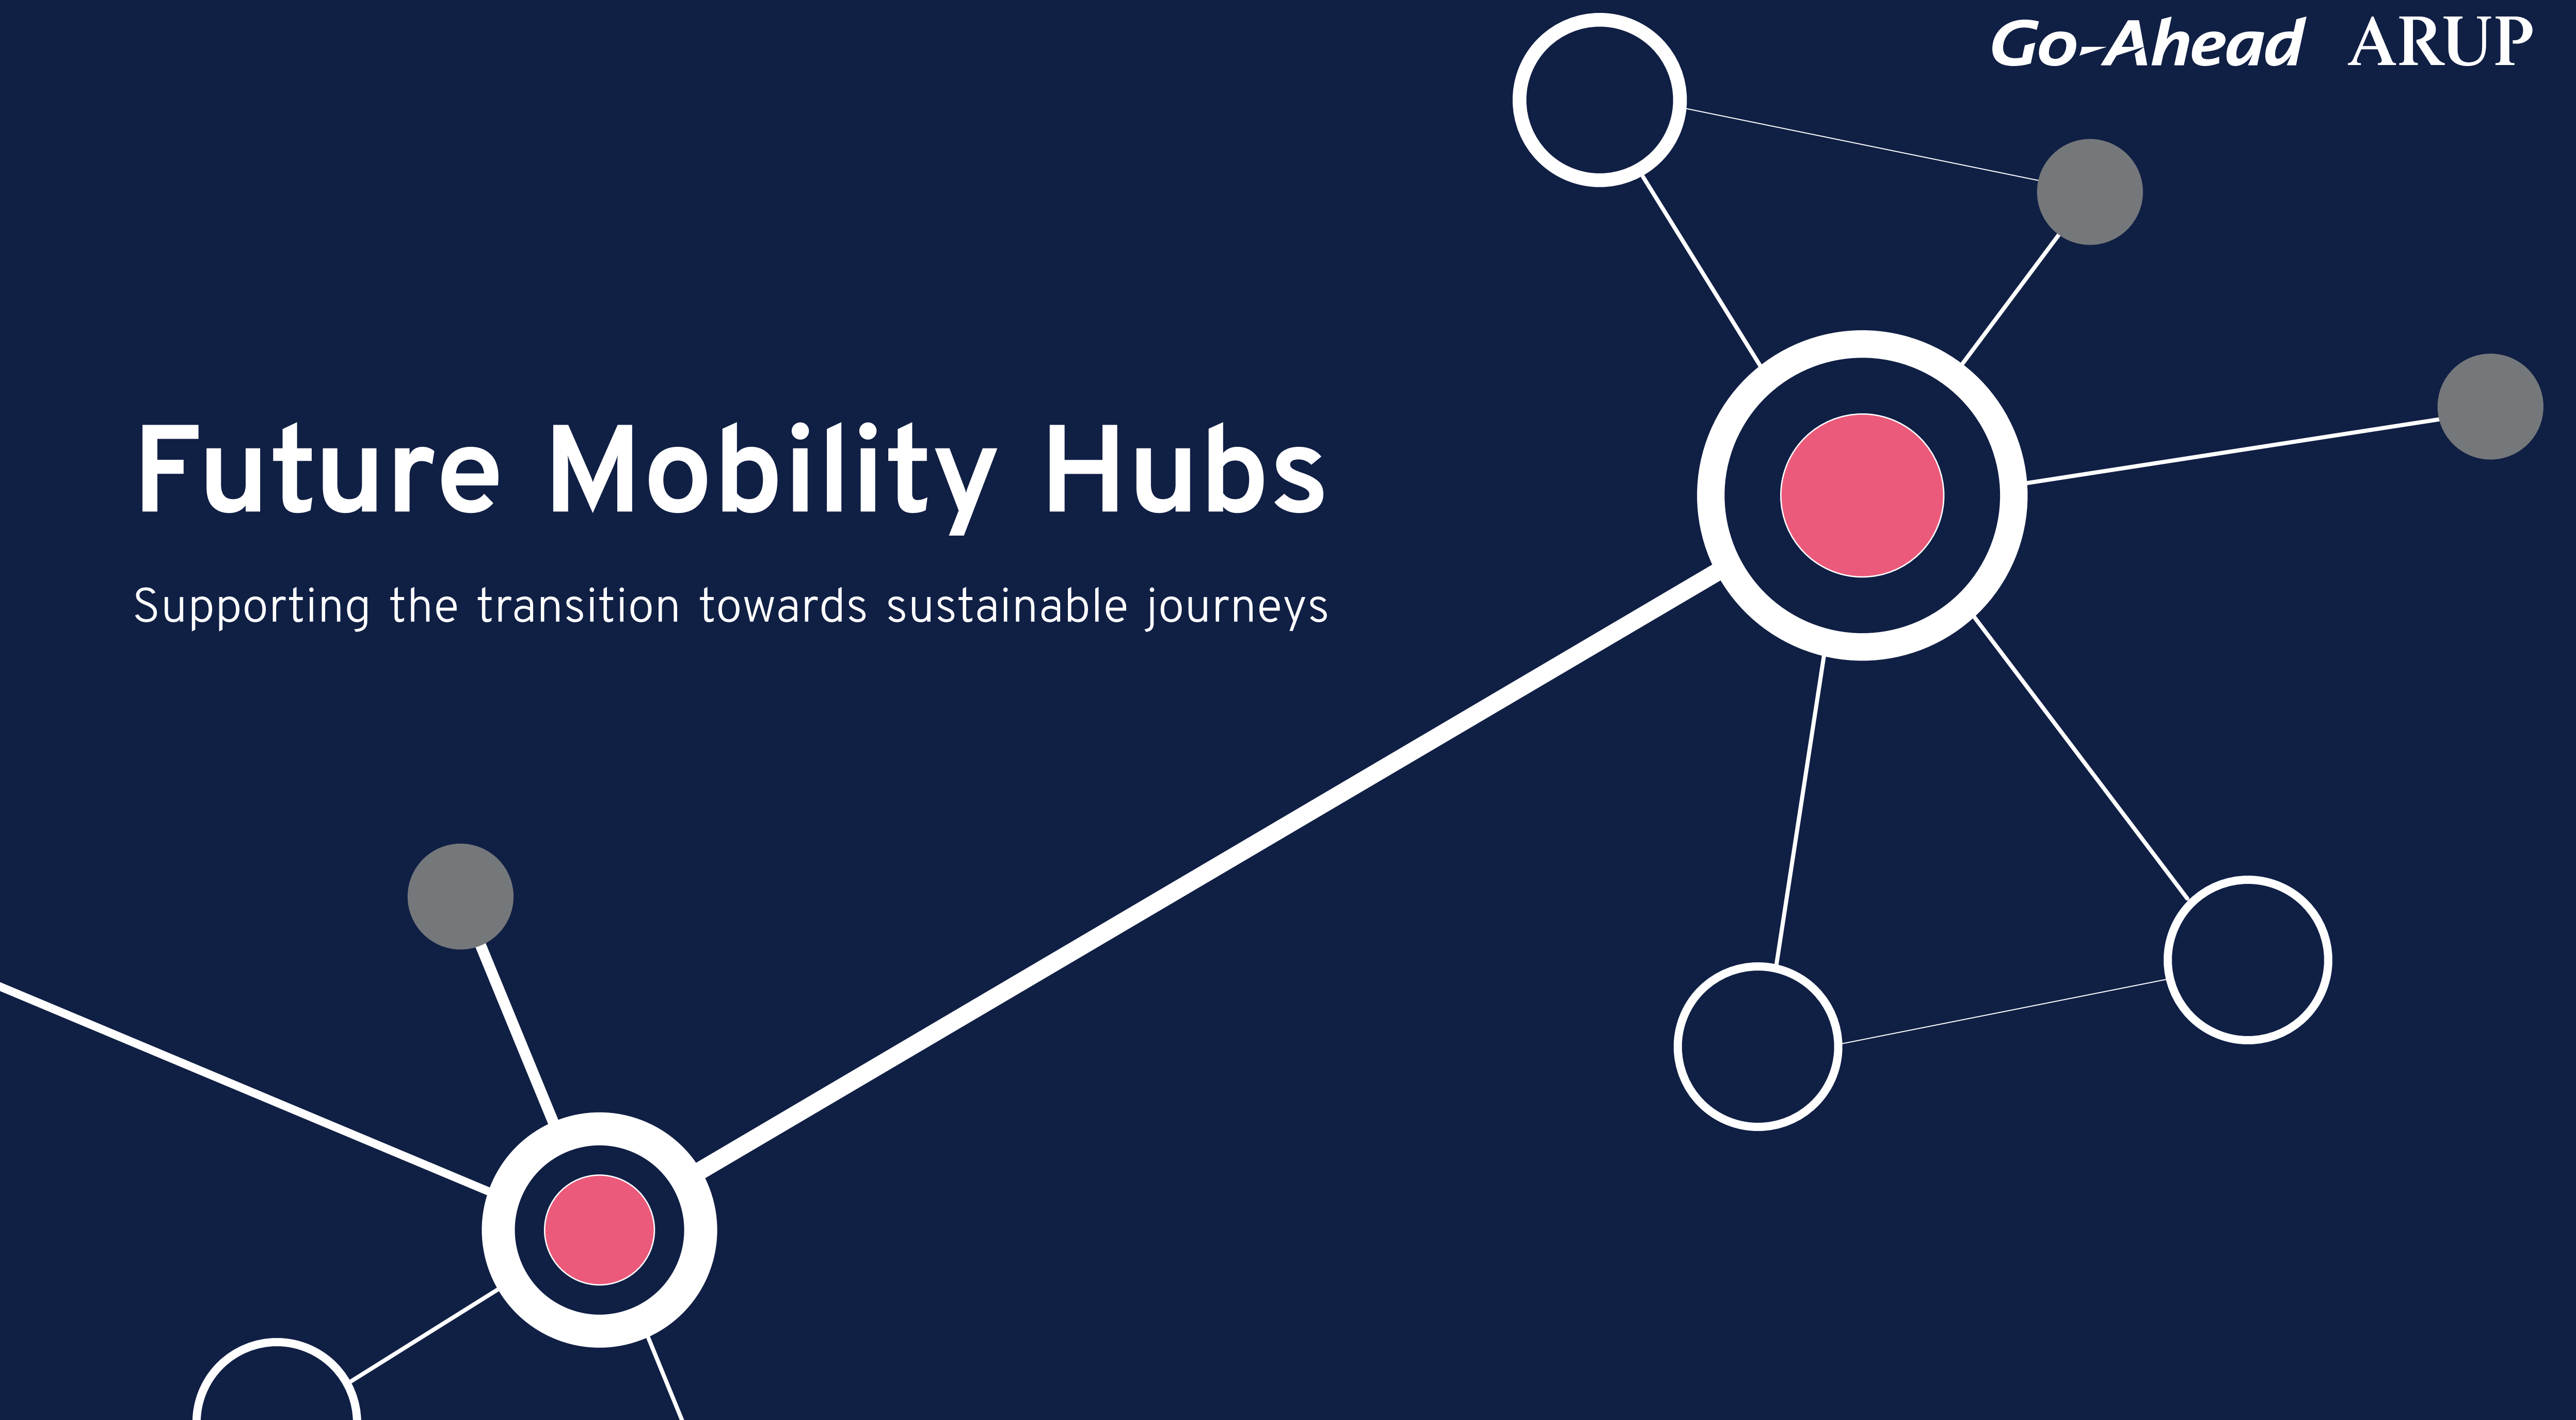 Go-Ahead ARUP
Future Mobility Hubs
Supporting the transition towards sustainable journeys